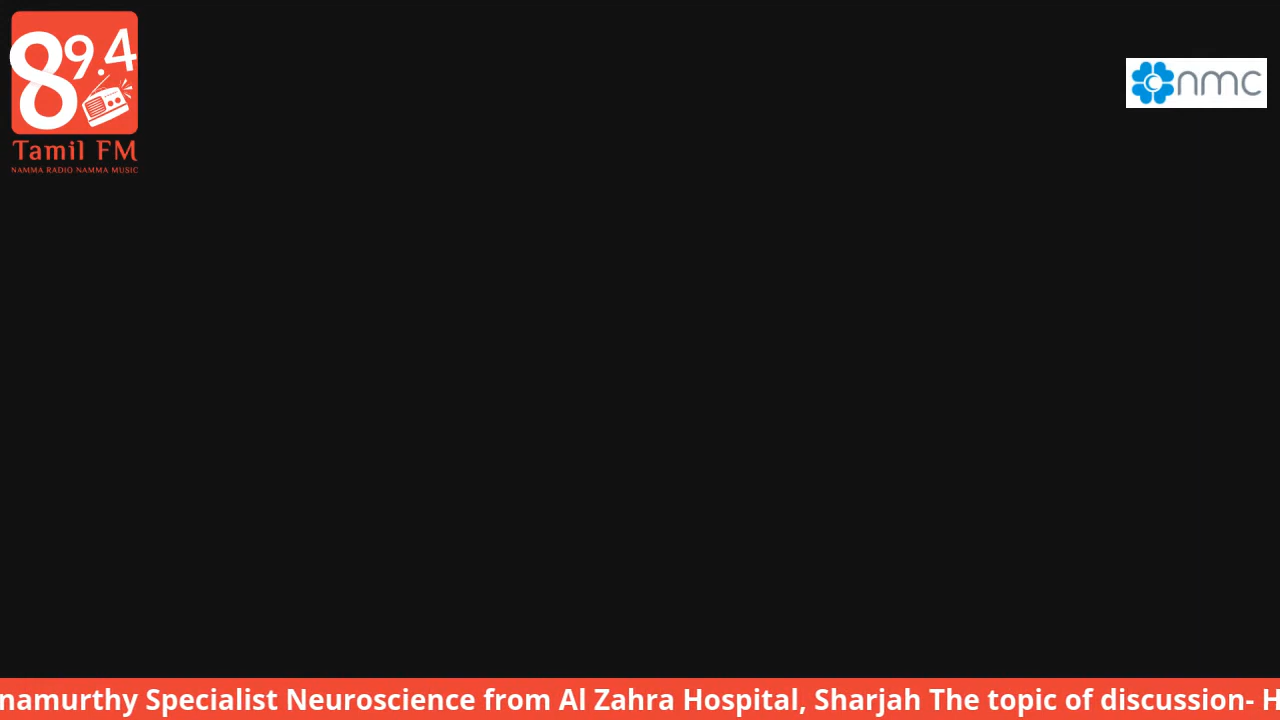 89.4
Tamil FM
NAMMA RADIO NAMMA MUSIC
nmc
namurthy Specialist Neuroscience from Al Zahra Hospital, Sharjah The topic of discussion- H